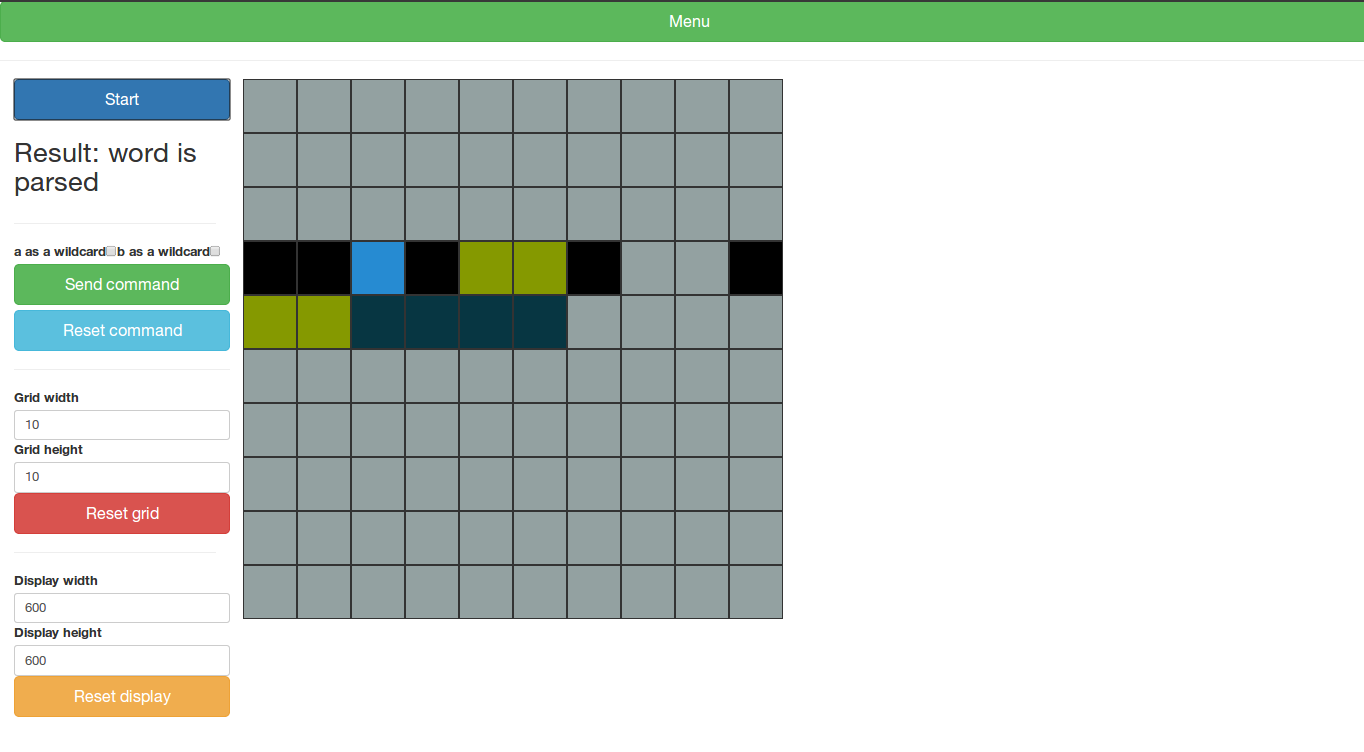 Menu
Start
Result: word is
parsed
a as a wildcard b as a wildcard
Send command
Reset command
Grid width
10
Grid height
10
Reset grid
Display width
600
Display height
600
Reset display